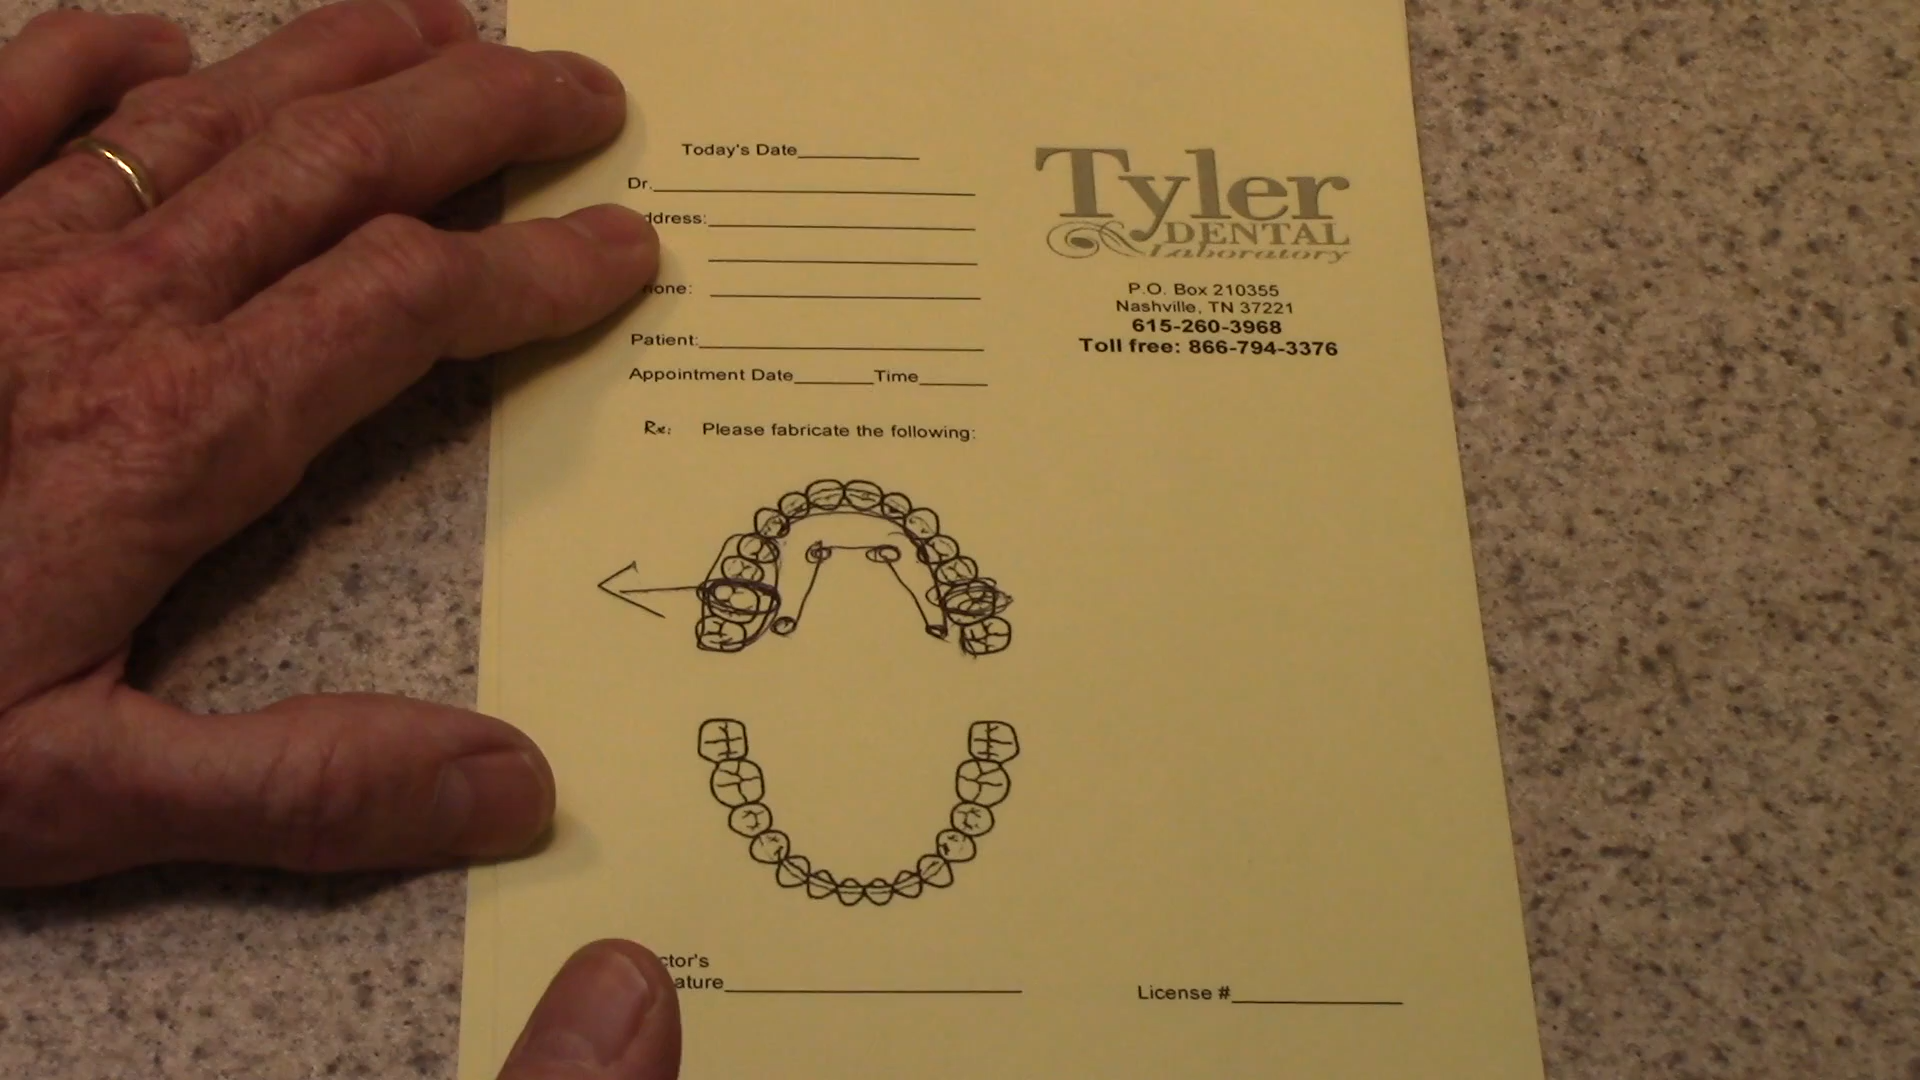 Today's Date
Dr.
ddress:
one:
Patient:
Appointment Date Time
Rx: Please fabricate the following:
Tyler
DENTAL
Laboratory
P.O. Box 210355
Nashville, TN 37221
615-260-3968
Toll free: 866-794-3376
ctor's
ature
License #